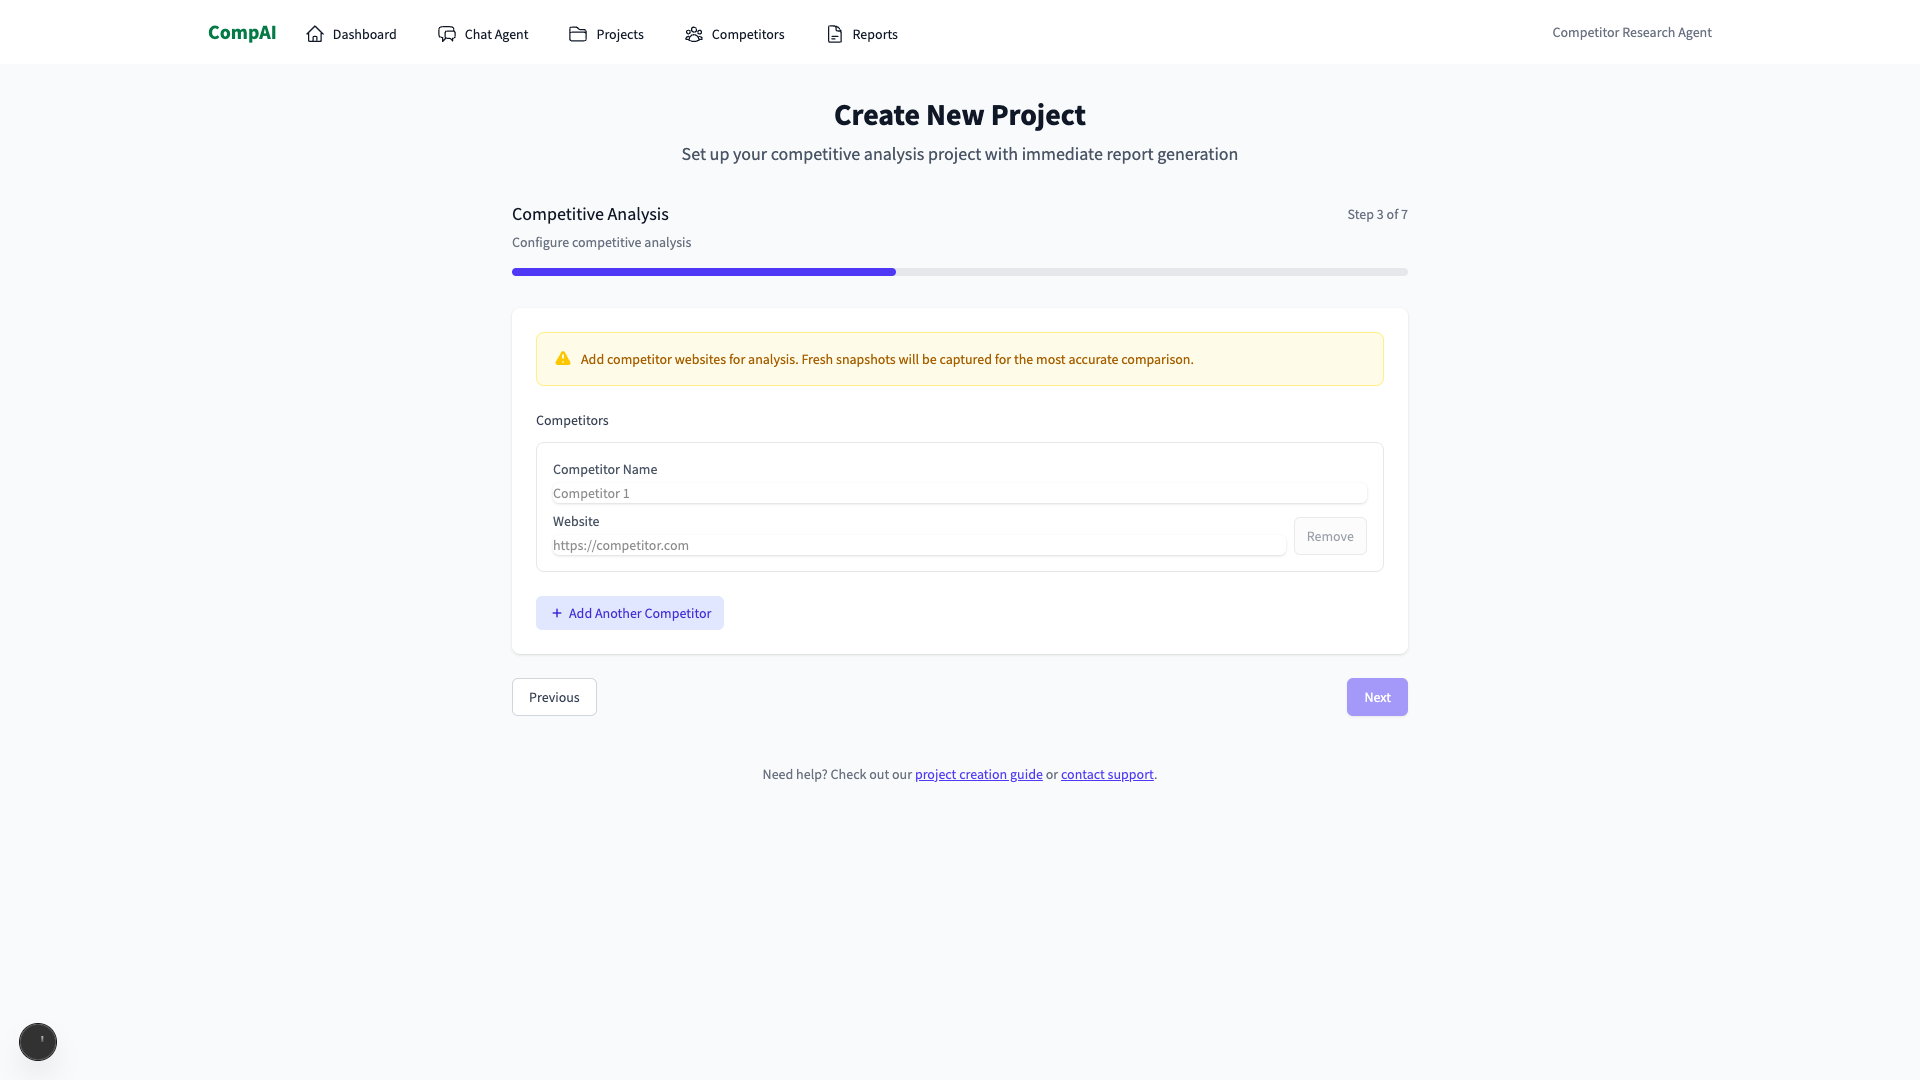 CompAI
Dashboard
Chat Agent
Projects
Competitors
Reports
Competitor Research Agent
Create New Project
Set up your competitive analysis project with immediate report generation
Competitive Analysis
Step 3 of 7
Configure competitive analysis
Add competitor websites for analysis. Fresh snapshots will be captured for the most accurate comparison.
Competitors
Competitor Name
Competitor 1
Website
https://competitor.com
Remove
+ Add Another Competitor
Previous
Next
Need help? Check out our project creation guide or contact support.